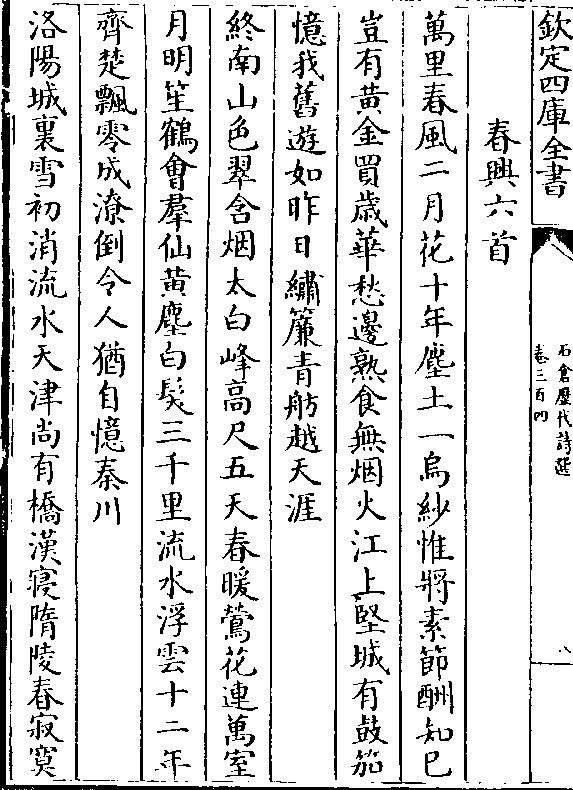 欽定四庫全書
石倉歷代詩選
卷三百四
八
春興六首
萬里春風二月花十年塵土一烏紗惟將素節酬知己
豈有黃金買歲華愁邊熟食無烟火江上堅城有鼓笳
憶我舊遊如昨日繡簾青舫越天涯
終南山色翠含烟太白峰高尺五天春暖鶯花連萬室
月明笙鶴會羣仙黃塵白髮三千里流水浮雲十二年
齊楚飄零成潦倒令人猶自憶秦川
洛陽城裏雪初消流水天津尚有橋漢寢隋陵春寂寞